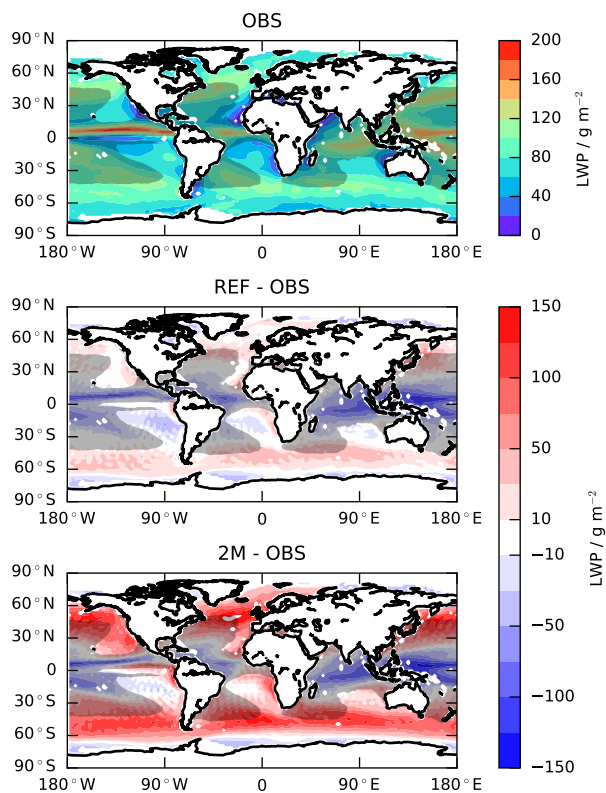 OBS
90°N
60°N
30°N
0
30°S
60°S
90°S
180°W
90°W
0
90°E
180°E
200
160
120
80
40
0
LWP / g m⁻²
REF - OBS
90°N
60°N
30°N
0
30°S
60°S
90°S
180°W
90°W
0
90°E
180°E
2M - OBS
90°N
60°N
30°N
0
30°S
60°S
90°S
180°W
90°W
0
90°E
180°E
150
100
50
10
−10
−50
−100
−150
LWP / g m⁻²